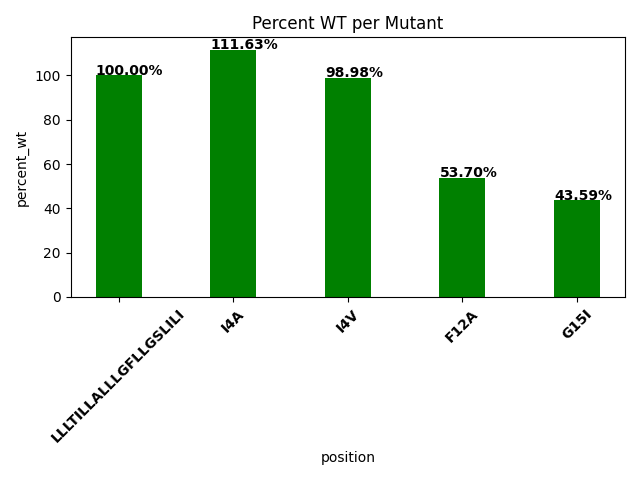 Percent WT per Mutant
percent_wt
100
80
60
40
20
0
100.00%
111.63%
98.98%
53.70%
43.59%
LLLTILLALLLGFLLGSLILI
I4A
I4V
F12A
G15I
position